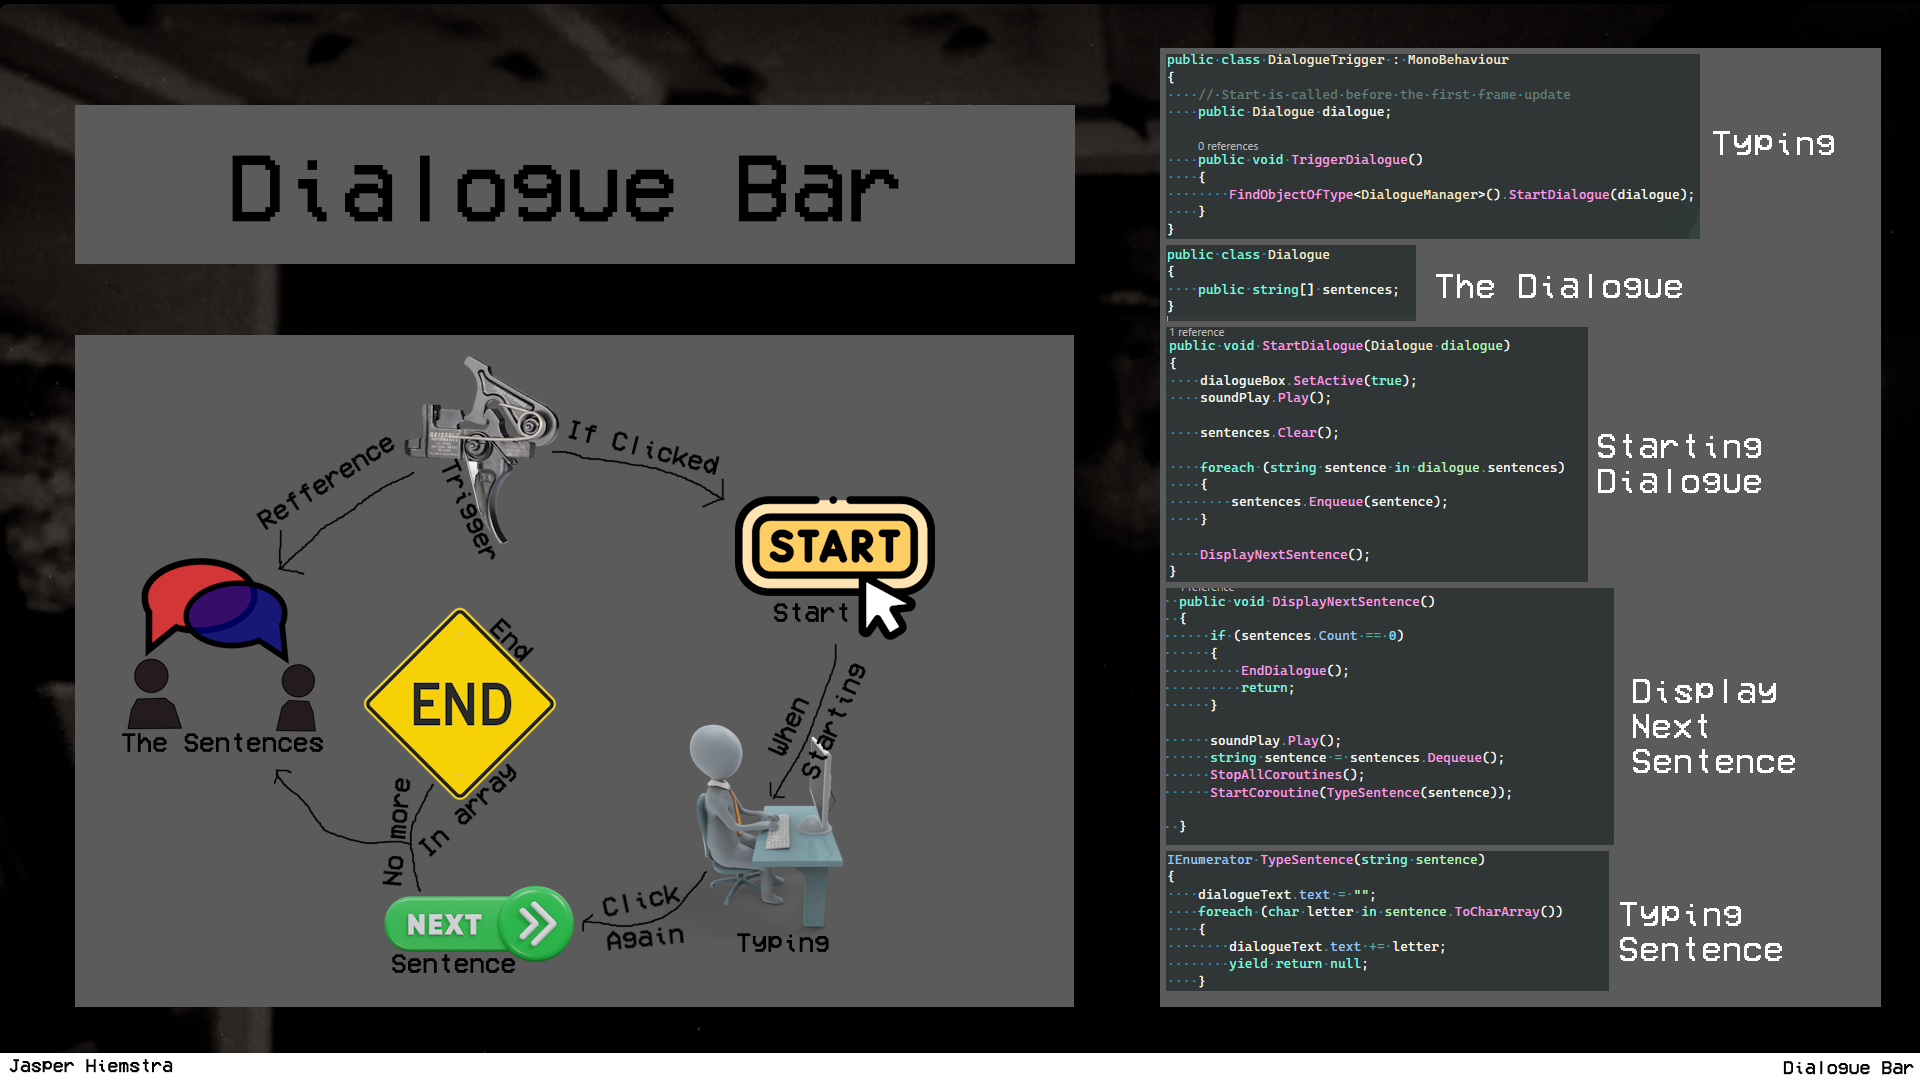 Dialogue Bar
Refference
If Clicked
Trigger
START
Start
The Sentences
END
End
When
Starting
No more
In array
NEXT
Sentence
Click
Again
Typing
public class DialogueTrigger : MonoBehaviour
{
// Start is called before the first frame update
public Dialogue dialogue;
0 references
public void TriggerDialogue()
{
FindObjectOfType<DialogueManager>().StartDialogue(dialogue);
}
}
Typing
public class Dialogue
{
public string[] sentences;
}
The Dialogue
1 reference
public void StartDialogue(Dialogue dialogue)
{
dialogueBox.SetActive(true);
soundPlay.Play();
sentences.Clear();
foreach (string sentence in dialogue.sentences)
{
sentences.Enqueue(sentence);
}
DisplayNextSentence();
}
Starting
Dialogue
public void DisplayNextSentence()
{
if (sentences.Count == 0)
{
EndDialogue();
return;
}
soundPlay.Play();
string sentence = sentences.Dequeue();
StopAllCoroutines();
StartCoroutine(TypeSentence(sentence));
}
Display
Next
Sentence
IEnumerator TypeSentence(string sentence)
{
dialogueText.text = "";
foreach (char letter in sentence.ToCharArray())
{
dialogueText.text += letter;
yield return null;
}
Typing
Sentence
Jasper Hiemstra
Dialogue Bar